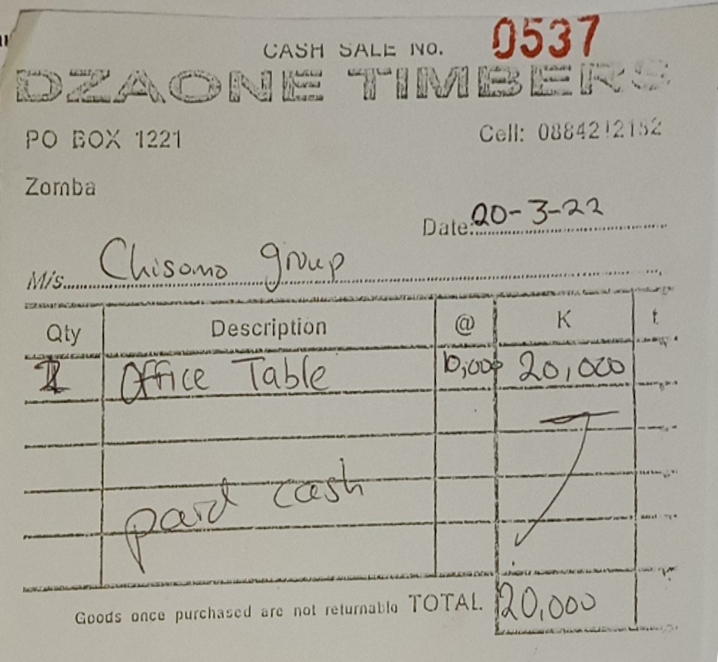 CASH SALE NO. 0537
DZAONE TIMBERS
PO BOX 1221 Cell: 0884212152
Zomba
Date: 20-3-22
M/s Chisomo group
Qty Description @ K t
Office Table 10,000 20,000
paid cash
Goods once purchased are not returnable TOTAL 20,000